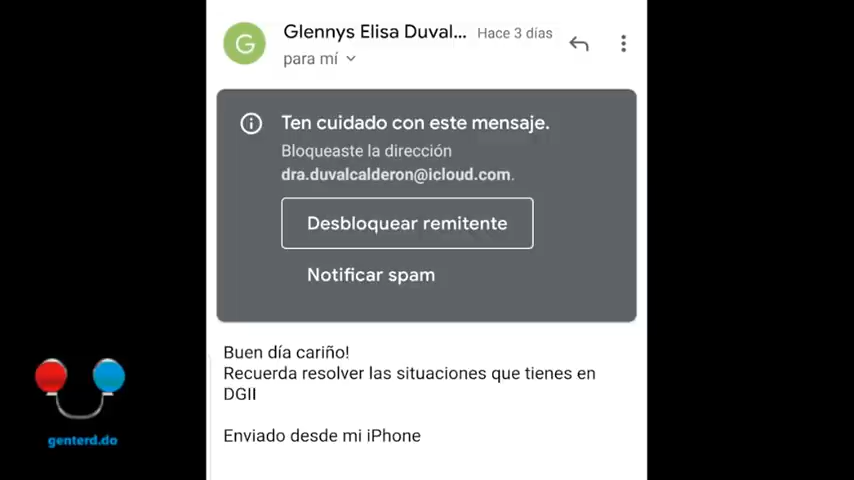 G
Glennys Elisa Duval...
Hace 3 días
para mí
Ten cuidado con este mensaje.
Bloqueaste la dirección
dra.duvalcalderon@icloud.com.
Desbloquear remitente
Notificar spam
Buen día cariño!
Recuerda resolver las situaciones que tienes en
DGII
Enviado desde mi iPhone
genterd.do